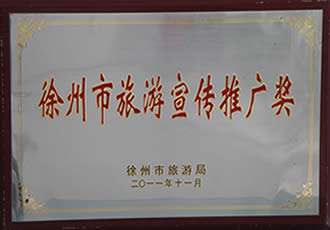 徐州市旅游宣传推广奖
徐州市旅游局
二〇一一年十一月